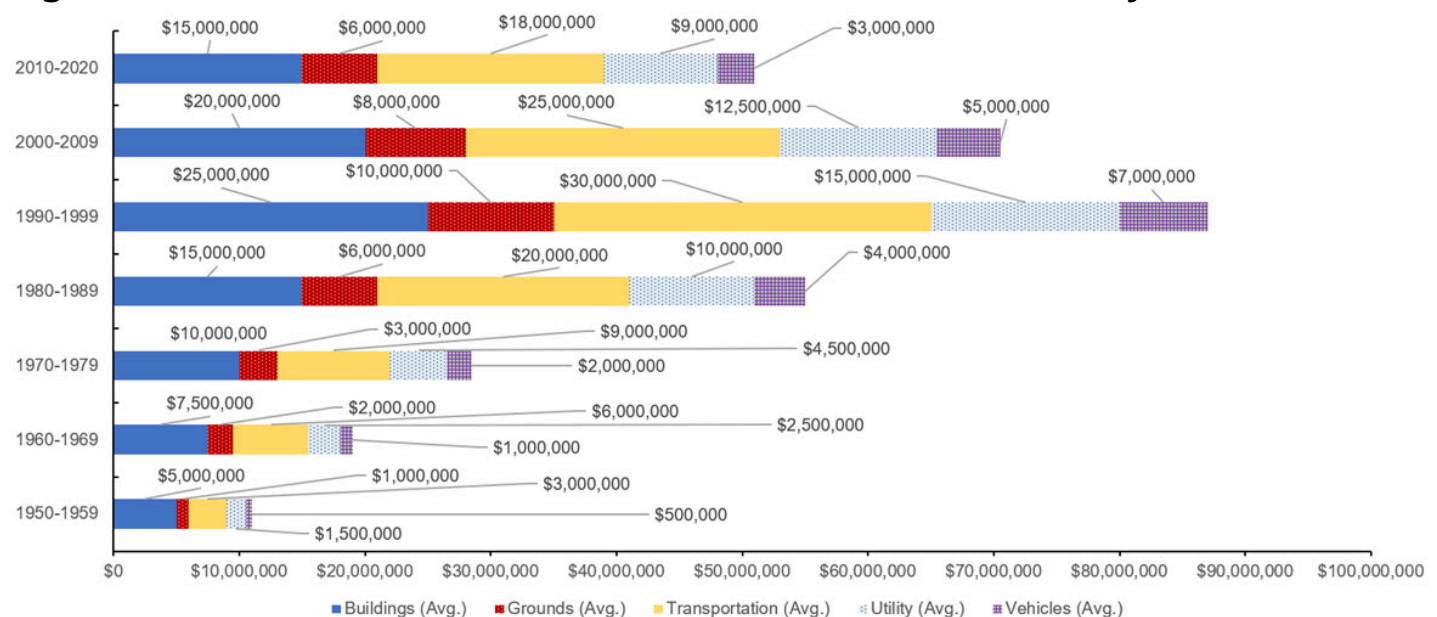 $15,000,000 $6,000,000 $18,000,000 $9,000,000 $3,000,000
2010-2020
$20,000,000 $8,000,000 $25,000,000 $12,500,000 $5,000,000
2000-2009
$25,000,000 $10,000,000 $30,000,000 $15,000,000 $7,000,000
1990-1999
$15,000,000 $6,000,000 $20,000,000 $10,000,000 $4,000,000
1980-1989
$10,000,000 $3,000,000 $9,000,000 $4,500,000
1970-1979 $2,000,000
$7,500,000 $2,000,000 $6,000,000 $2,500,000
1960-1969 $1,000,000
$5,000,000 $1,000,000 $3,000,000
1950-1959 $500,000
$1,500,000
$0 $10,000,000 $20,000,000 $30,000,000 $40,000,000 $50,000,000 $60,000,000 $70,000,000 $80,000,000 $90,000,000 $100,000,000
Buildings (Avg.) Grounds (Avg.) Transportation (Avg.) Utility (Avg.) Vehicles (Avg.)